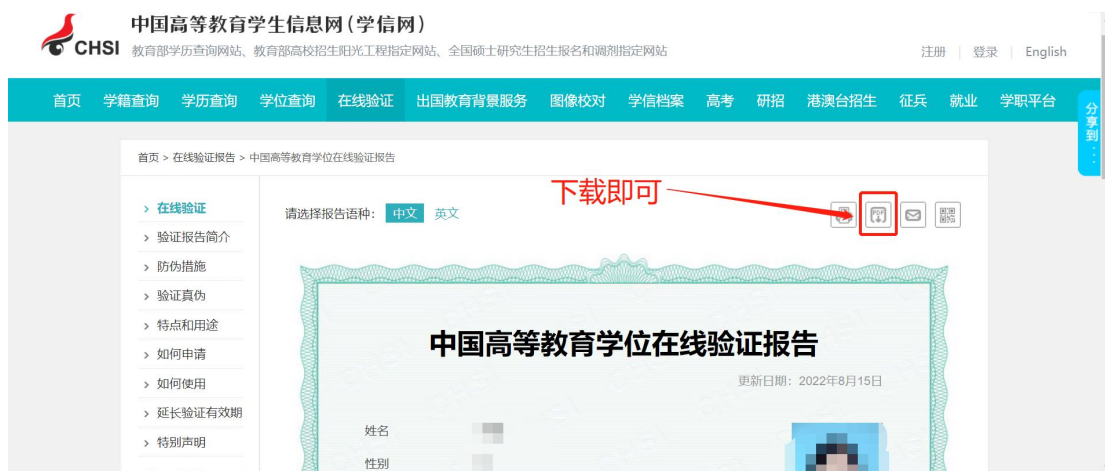 中国高等教育学生信息网(学信网)
CHSI 教育部学历查询网站、教育部高校招生阳光工程指定网站、全国硕士研究生招生报名和调剂指定网站
注册 | 登录 | English
首页 学籍查询 学历查询 学位查询 在线验证 出国教育背景服务 图像校对 学信档案 高考 研招 港澳台招生 征兵 就业 学职平台
分享到:
首页 > 在线验证报告 > 中国高等教育学位在线验证报告
下载即可
> 在线验证
请选择报告语种: 中文 英文
PDF
> 验证报告简介
> 防伪措施
> 验证真伪
> 特点和用途
> 如何申请
> 如何使用
> 延长验证有效期
> 特别声明
中国高等教育学位在线验证报告
更新日期: 2022年8月15日
姓名
性别